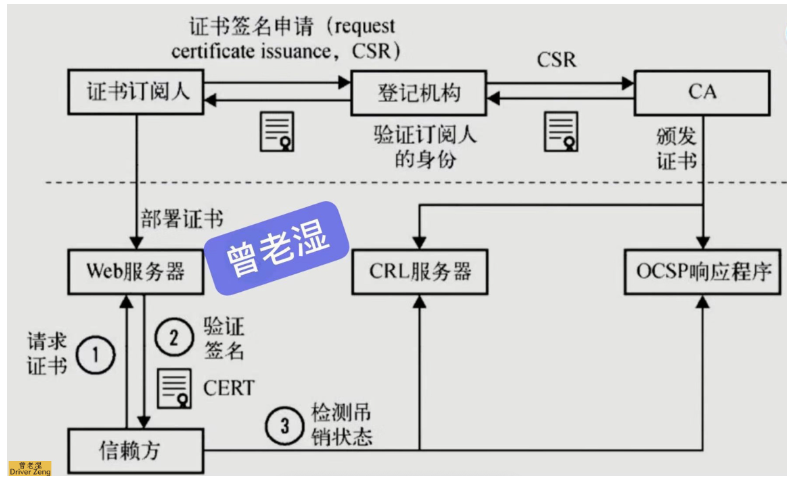 证书签名申请（request
certificate issuance，CSR）
CSR
证书订阅人
登记机构
CA
验证订阅人
的身份
颁发
证书
部署证书
曾老湿
Web服务器
CRL服务器
OCSP响应程序
请求
证书
1
2
验证
签名
CERT
3
检测吊
销状态
信赖方
曾老湿
Driver Zeng